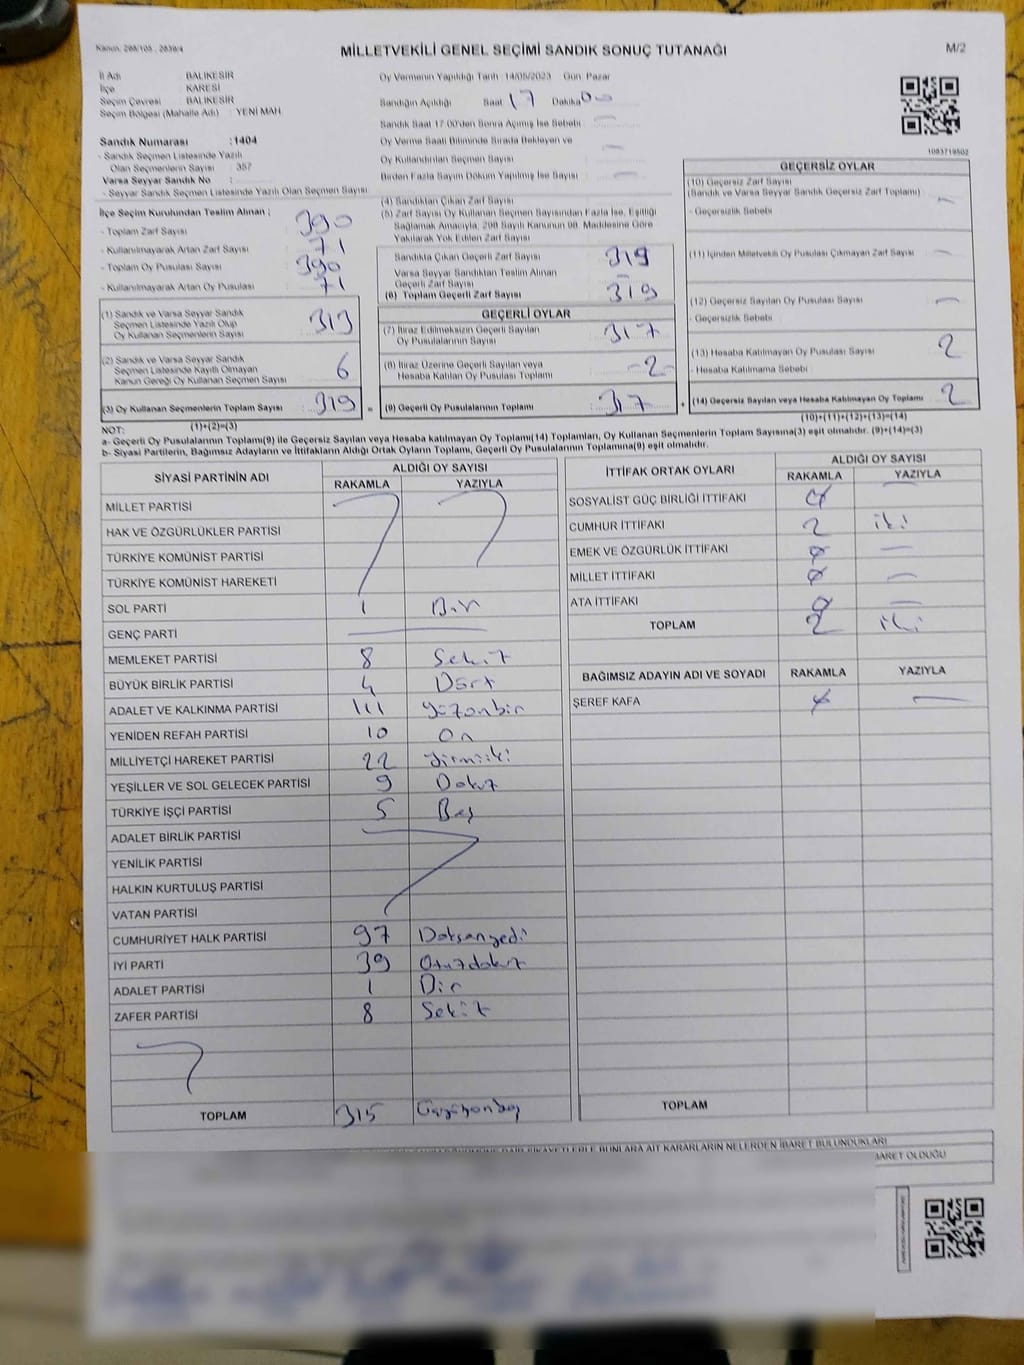 Kanun, 298/105 , 2839/4
MİLLETVEKİLİ GENEL SEÇİMİ SANDIK SONUÇ TUTANAĞI
M/2
İl Adı : BALIKESİR
İlçe : KARESİ
Seçim Çevresi : BALIKESİR
Seçim Bölgesi (Mahalle Adı) : YENİ MAH
Sandık Numarası : 1404
- Sandık Seçmen Listesinde Yazılı
Olan Seçmenlerin Sayısı : 357
Varsa Seyyar Sandık No :
- Seyyar Sandık Seçmen Listesinde Yazılı Olan Seçmen Sayısı
Oy Vermenin Yapıldığı Tarih : 14/05/2023 Gün: Pazar
Sandığın Açıldığı Saat 17 Dakika 00
Sandık Saat 17:00'den Sonra Açılmış İse Sebebi : —
Oy Verme Saati Bitiminde Sırada Bekleyen ve
Oy Kullandırılan Seçmen Sayısı —
Birden Fazla Sayım Döküm Yapılmış İse Sayısı —
1083719502
İlçe Seçim Kurulundan Teslim Alınan :
- Toplam Zarf Sayısı 390
- Kullanılmayarak Artan Zarf Sayısı 71
- Toplam Oy Pusulası Sayısı 390
- Kullanılmayarak Artan Oy Pusulası 71
(1) Sandık ve Varsa Seyyar Sandık
Seçmen Listesinde Yazılı Olup
Oy Kullanan Seçmenlerin Sayısı 313
(2) Sandık ve Varsa Seyyar Sandık
Seçmen Listesinde Kayıtlı Olmayan
Kanun Gereği Oy Kullanan Seçmen Sayısı 6
(3) Oy Kullanan Seçmenlerin Toplam Sayısı 319 =
(1)+(2)=(3)
(4) Sandıktan Çıkan Zarf Sayısı
(5) Zarf Sayısı Oy Kullanan Seçmen Sayısından Fazla İse, Eşitliği
Sağlamak Amacıyla, 298 Sayılı Kanunun 98. Maddesine Göre
Yakılarak Yok Edilen Zarf Sayısı
Sandıkta Çıkan Geçerli Zarf Sayısı 319
Varsa Seyyar Sandıktan Teslim Alınan
Geçerli Zarf Sayısı —
(6) Toplam Geçerli Zarf Sayısı 319
GEÇERLİ OYLAR
(7) İtiraz Edilmeksizin Geçerli Sayılan
Oy Pusulalarının Sayısı 317
(8) İtiraz Üzerine Geçerli Sayılan veya
Hesaba Katılan Oy Pusulası Toplamı -2-
(9) Geçerli Oy Pusulalarının Toplamı 317 +
GEÇERSİZ OYLAR
(10) Geçersiz Zarf Sayısı
(Sandık ve Varsa Seyyar Sandık Geçersiz Zarf Toplamı) —
- Geçersizlik Sebebi
(11) İçinden Milletvekili Oy Pusulası Çıkmayan Zarf Sayısı —
(12) Geçersiz Sayılan Oy Pusulası Sayısı —
- Geçersizlik Sebebi :
(13) Hesaba Katılmayan Oy Pusulası Sayısı 2
- Hesaba Katılmama Sebebi
(14) Geçersiz Sayılan veya Hesaba Katılmayan Oy Toplamı 2
(10)+(11)+(12)+(13)=(14)
NOT:
a- Geçerli Oy Pusulalarının Toplamı(9) ile Geçersiz Sayılan veya Hesaba katılmayan Oy Toplamı(14) Toplamları, Oy Kullanan Seçmenlerin Toplam Sayısına(3) eşit olmalıdır. (9)+(14)=(3)
b- Siyasi Partilerin, Bağımsız Adayların ve İttifakların Aldığı Ortak Oyların Toplamı, Geçerli Oy Pusulalarının Toplamına(9) eşit olmalıdır.
SİYASİ PARTİNİN ADI ALDIĞI OY SAYISI
RAKAMLA YAZIYLA
MİLLET PARTİSİ
HAK VE ÖZGÜRLÜKLER PARTİSİ
TÜRKİYE KOMÜNİST PARTİSİ
TÜRKİYE KOMÜNİST HAREKETİ
SOL PARTİ 1 Bir
GENÇ PARTİ
MEMLEKET PARTİSİ 8 Sekiz
BÜYÜK BİRLİK PARTİSİ 4 Dört
ADALET VE KALKINMA PARTİSİ 111 Yüzonbir
YENİDEN REFAH PARTİSİ 10 On
MİLLİYETÇİ HAREKET PARTİSİ 22 Yirmiiki
YEŞİLLER VE SOL GELECEK PARTİSİ 9 Dokuz
TÜRKİYE İŞÇİ PARTİSİ 5 Beş
ADALET BİRLİK PARTİSİ
YENİLİK PARTİSİ
HALKIN KURTULUŞ PARTİSİ
VATAN PARTİSİ
CUMHURİYET HALK PARTİSİ 97 Doksanyedi
İYİ PARTİ 39 Otuzdokuz
ADALET PARTİSİ 1 Bir
ZAFER PARTİSİ 8 Sekiz
TOPLAM 315
İTTİFAK ORTAK OYLARI ALDIĞI OY SAYISI
RAKAMLA YAZIYLA
SOSYALİST GÜÇ BİRLİĞİ İTTİFAKI
CUMHUR İTTİFAKI 2 iki
EMEK VE ÖZGÜRLÜK İTTİFAKI —
MİLLET İTTİFAKI —
ATA İTTİFAKI —
TOPLAM 2 iki
BAĞIMSIZ ADAYIN ADI VE SOYADI RAKAMLA YAZIYLA
ŞEREF KAFA —
TOPLAM
BUNLARA AİT KARARLARIN NELERDEN İBARET BULUNDUKLARI
OLDUĞU